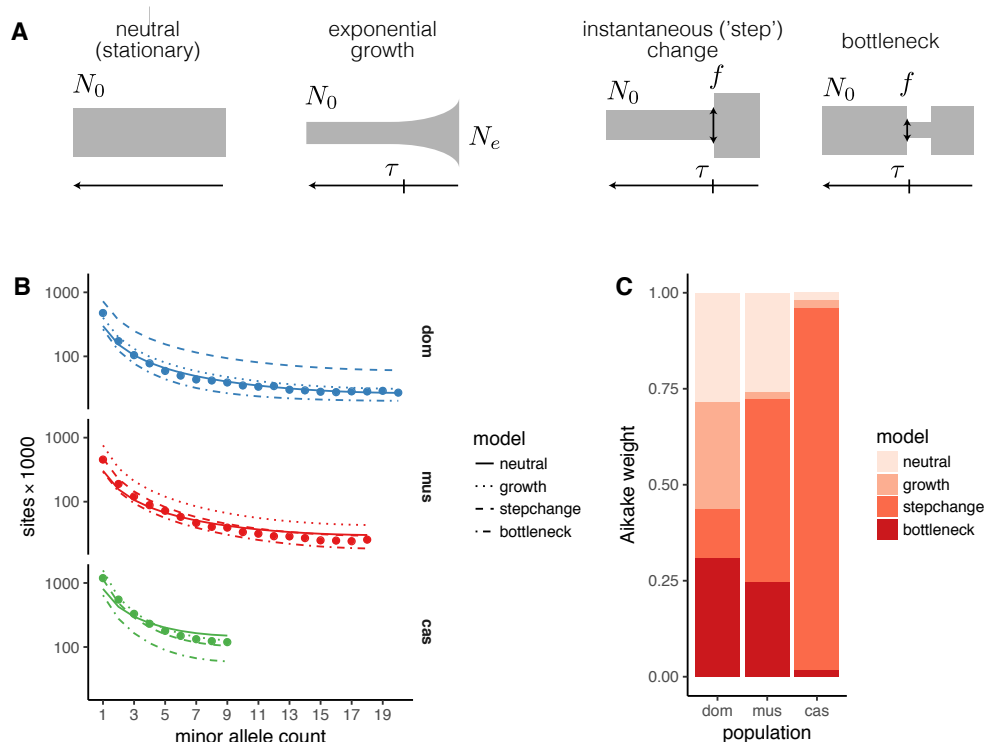 A
neutral
(stationary)
exponential
growth
instantaneous ('step')
change
bottleneck
N0
N0
Ne
τ
N0
f
τ
N0
f
τ
B
1000
100
dom
1000
100
mus
1000
100
cas
sites × 1000
1 3 5 7 9 11 13 15 17 19
minor allele count
model
neutral
growth
stepchange
bottleneck
C
1.00
0.75
0.50
0.25
0.00
Aikake weight
dom mus cas
population
model
neutral
growth
stepchange
bottleneck